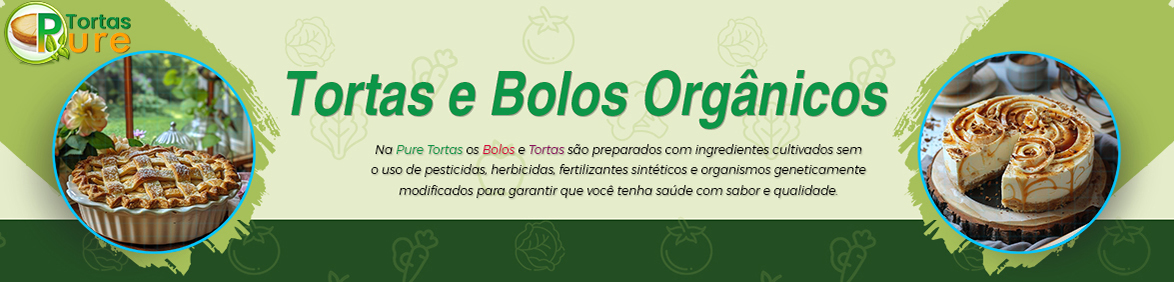 Tortas
Pure
Tortas e Bolos Orgânicos
Na Pure Tortas os Bolos e Tortas são preparados com ingredientes cultivados sem
o uso de pesticidas, herbicidas, fertilizantes sintéticos e organismos geneticamente
modificados para garantir que você tenha saúde com sabor e qualidade.